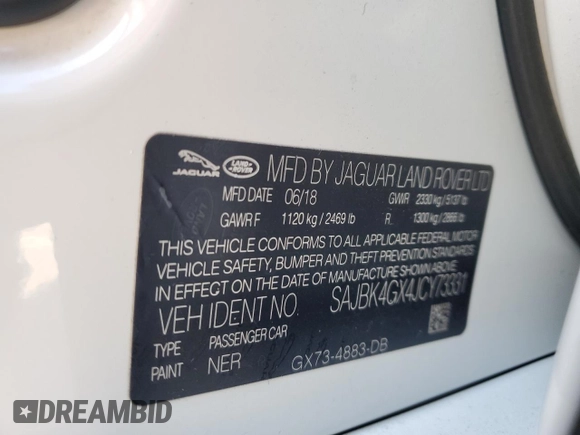 JAGUAR LAND ROVER MFD BY JAGUAR LAND ROVER LTD
MFD DATE 06/18 GVWR 2330 kg / 5137 lb
GAWR F 1120 kg / 2469 lb R 1300 kg / 2866 lb
THIS VEHICLE CONFORMS TO ALL APPLICABLE FEDERAL MOTOR
VEHICLE SAFETY, BUMPER AND THEFT PREVENTION STANDARDS IN
EFFECT ON THE DATE OF MANUFACTURE SHOWN ABOVE.
VEH IDENT NO. SAJBK4GX4JCY73331
TYPE PASSENGER CAR
PAINT NER GX73-4883-DB
DREAMBID